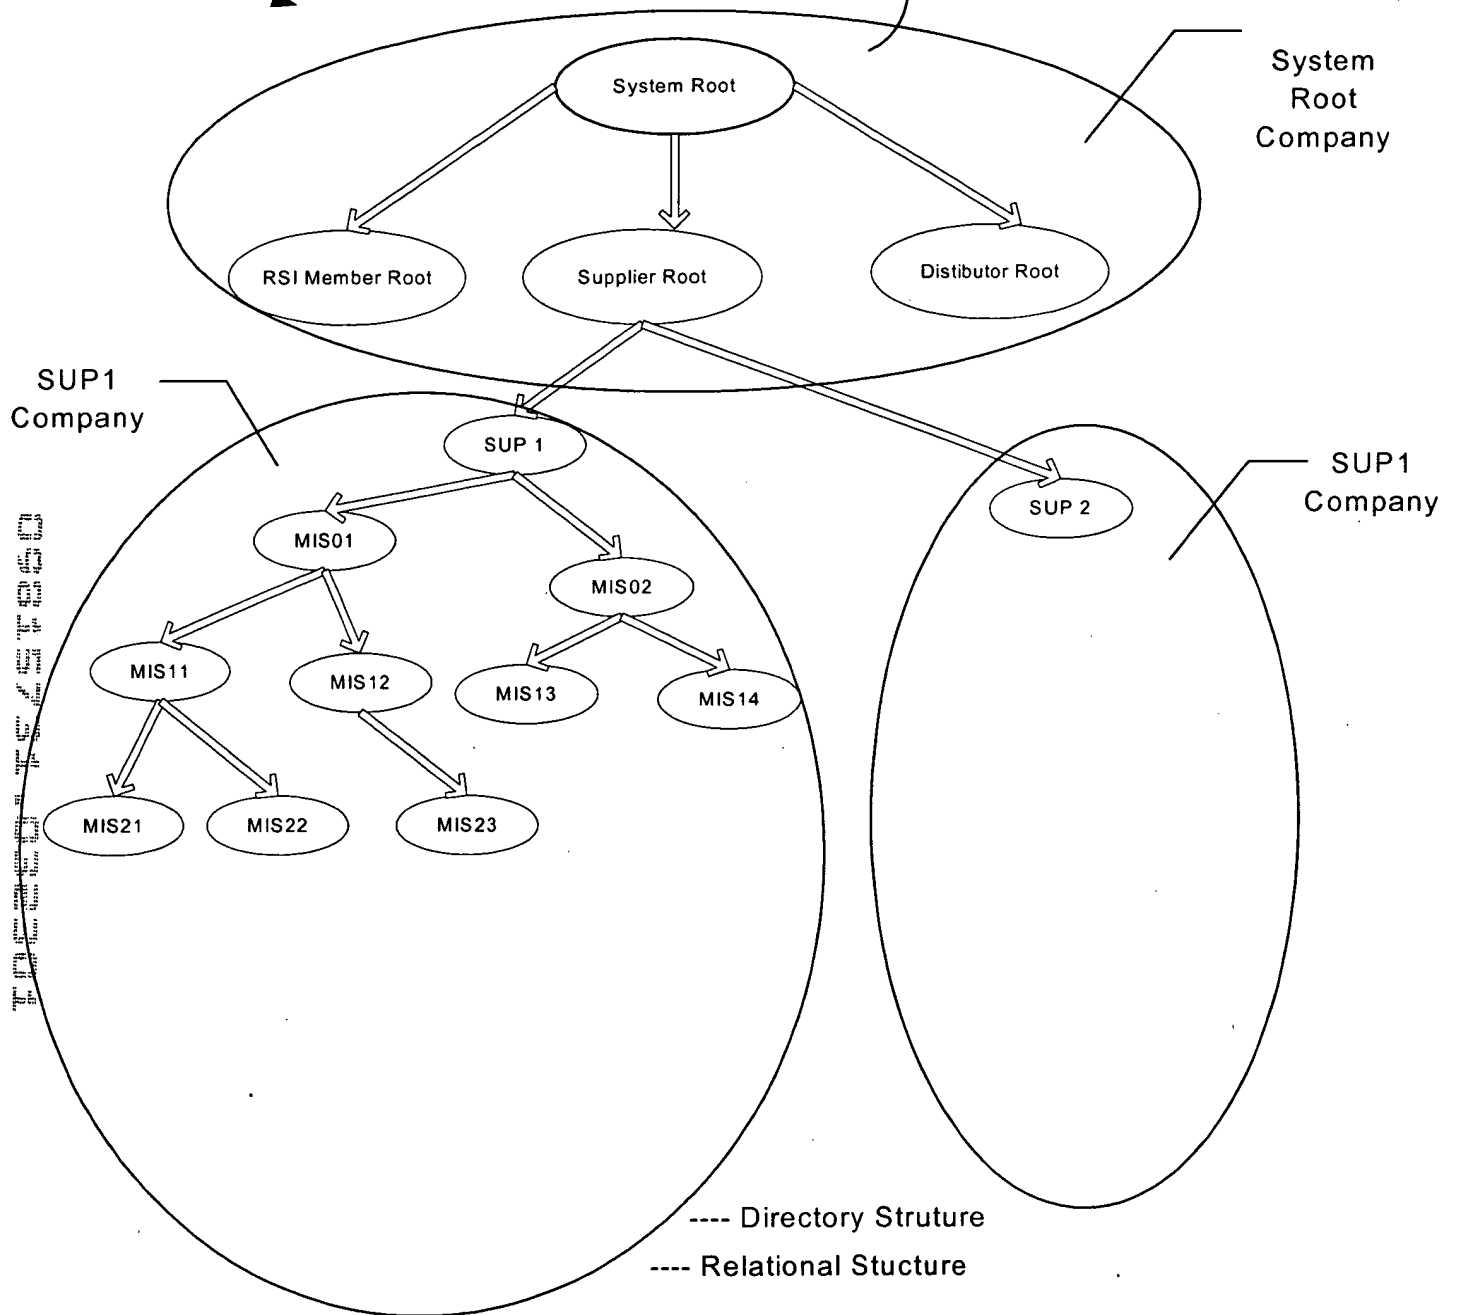 System Root
System
Root
Company
RSI Member Root
Supplier Root
Distibutor Root
SUP1
Company
SUP 1
SUP1
Company
SUP 2
MIS01
MIS02
MIS11
MIS12
MIS13
MIS14
MIS21
MIS22
MIS23
---- Directory Struture
---- Relational Stucture